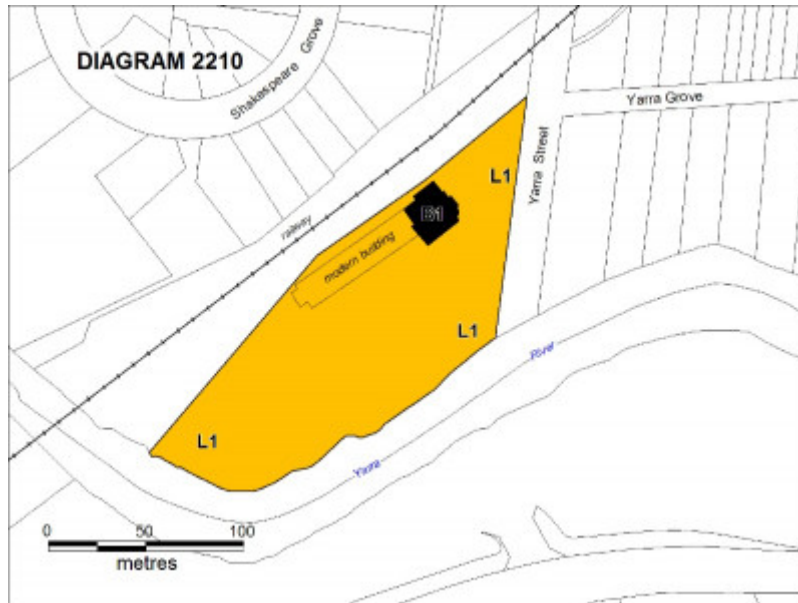 DIAGRAM 2210
Shakaspeare Grove
Yarra Grove
Yarra Street
L1
B1
railway
modern building
L1
River
L1
Yarra
0 50 100
metres